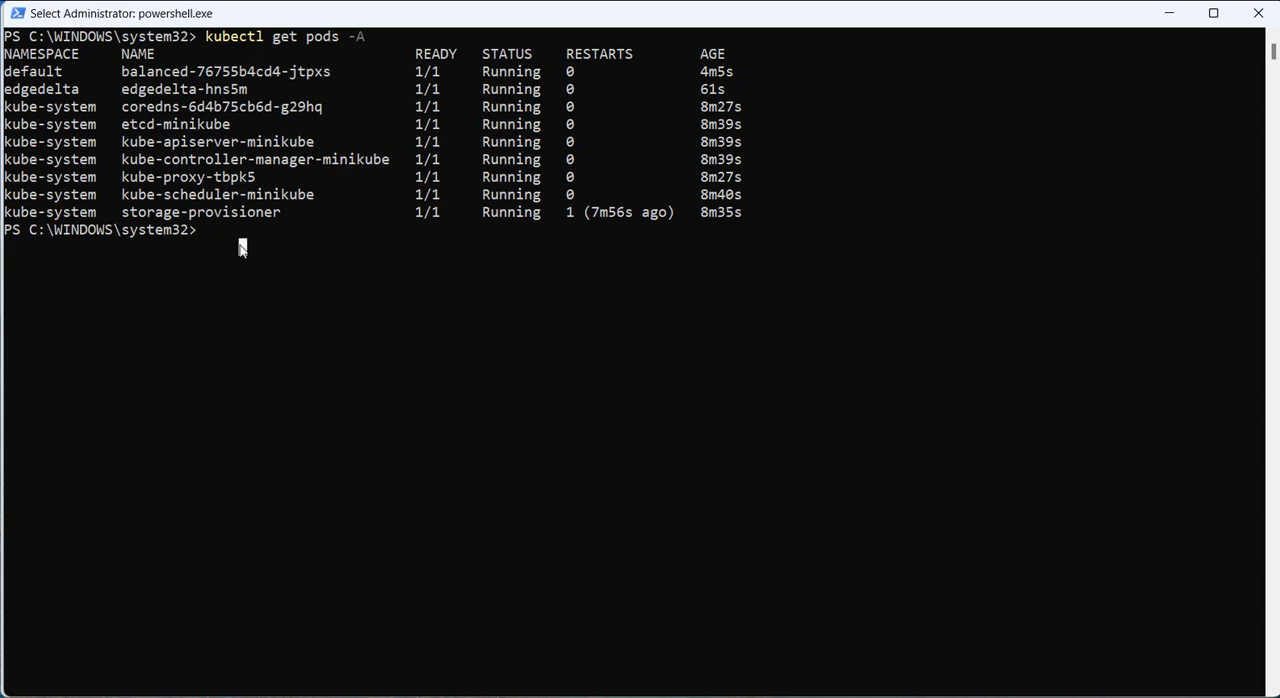 Select Administrator: powershell.exe
PS C:\WINDOWS\system32> kubectl get pods -A
NAMESPACE     NAME                               READY   STATUS    RESTARTS        AGE
default       balanced-76755b4cd4-jtpxs          1/1     Running   0               4m5s
edgedelta     edgedelta-hns5m                    1/1     Running   0               61s
kube-system   coredns-6d4b75cb6d-g29hq           1/1     Running   0               8m27s
kube-system   etcd-minikube                      1/1     Running   0               8m39s
kube-system   kube-apiserver-minikube            1/1     Running   0               8m39s
kube-system   kube-controller-manager-minikube   1/1     Running   0               8m39s
kube-system   kube-proxy-tbpk5                   1/1     Running   0               8m27s
kube-system   kube-scheduler-minikube            1/1     Running   0               8m40s
kube-system   storage-provisioner                1/1     Running   1 (7m56s ago)   8m35s
PS C:\WINDOWS\system32>